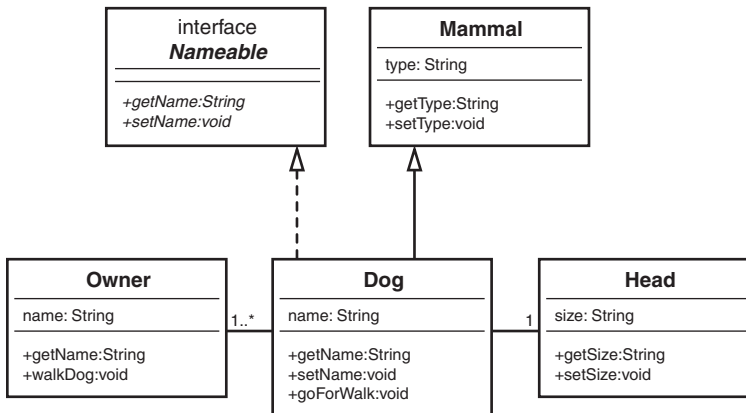 interface
Nameable
+getName:String
+setName:void
Mammal
type: String
+getType:String
+setType:void
Owner
name: String
+getName:String
+walkDog:void
1..*
Dog
name: String
+getName:String
+setName:void
+goForWalk:void
1
Head
size: String
+getSize:String
+setSize:void